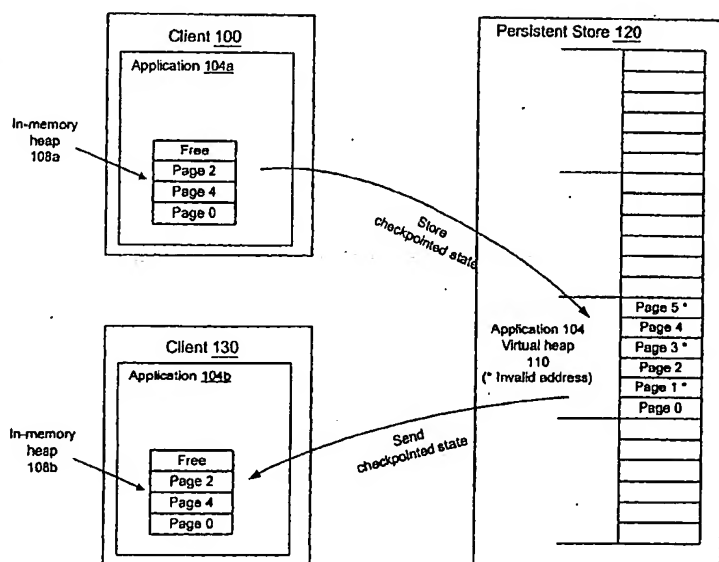 Client 100
Application 104a
In-memory
heap
108a
Free
Page 2
Page 4
Page 0
Store
checkpointed state
Persistent Store 120
Page 5 *
Page 4
Page 3 *
Page 2
Page 1 *
Page 0
Application 104
Virtual heap
110
(* Invalid address)
Client 130
Application 104b
In-memory
heap
108b
Free
Page 2
Page 4
Page 0
Send
checkpointed state